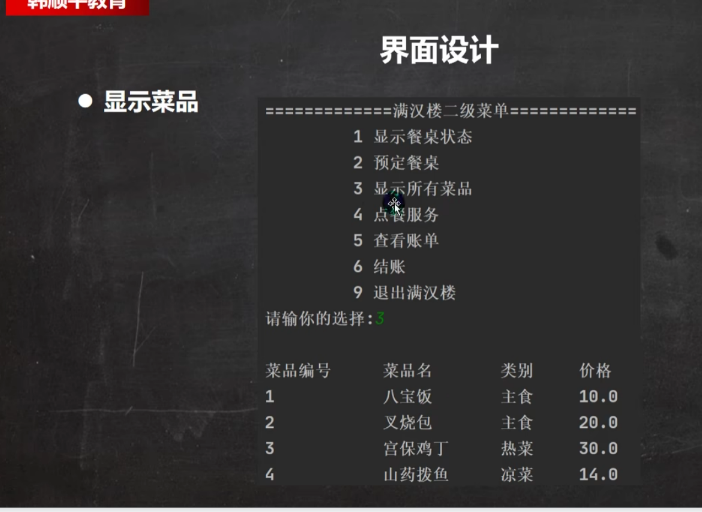 韩顺平教育
界面设计
● 显示菜品
=============满汉楼二级菜单=============
1 显示餐桌状态
2 预定餐桌
3 显示所有菜品
4 点餐服务
5 查看账单
6 结账
9 退出满汉楼
请输你的选择:3
菜品编号 菜品名 类别 价格
1 八宝饭 主食 10.0
2 叉烧包 主食 20.0
3 宫保鸡丁 热菜 30.0
4 山药拨鱼 凉菜 14.0